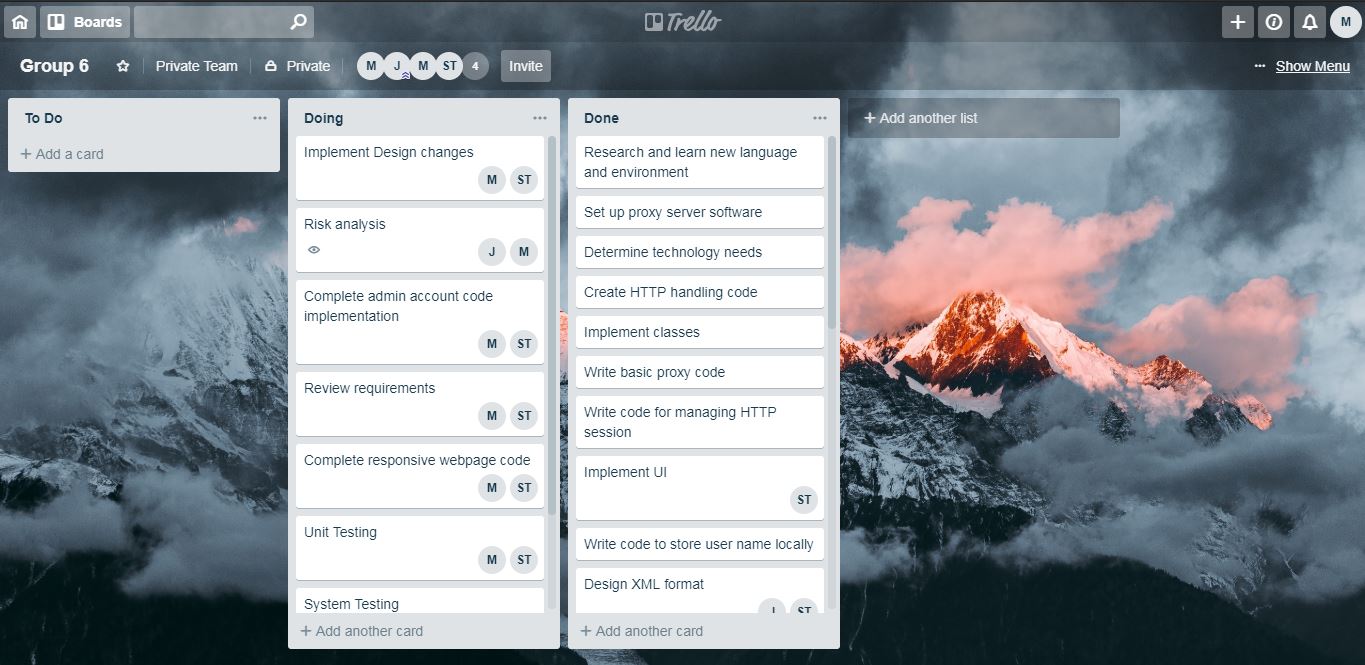 Boards
Trello
M
Group 6
Private Team
Private
M J M ST 4
Invite
... Show Menu
To Do
+ Add a card
Doing
Implement Design changes
M ST
Risk analysis
J M
Complete admin account code
implementation
M ST
Review requirements
M ST
Complete responsive webpage code
M ST
Unit Testing
M ST
System Testing
+ Add another card
Done
Research and learn new language
and environment
Set up proxy server software
Determine technology needs
Create HTTP handling code
Implement classes
Write basic proxy code
Write code for managing HTTP
session
Implement UI
ST
Write code to store user name locally
Design XML format
J ST
+ Add another card
+ Add another list